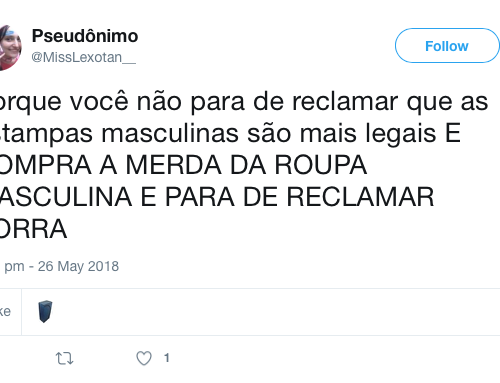 Pseudônimo
@MissLexotan__
Follow
orque você não para de reclamar que as
stampas masculinas são mais legais E
OMPRA A MERDA DA ROUPA
ASCULINA E PARA DE RECLAMAR
ORRA
pm - 26 May 2018
ke
1